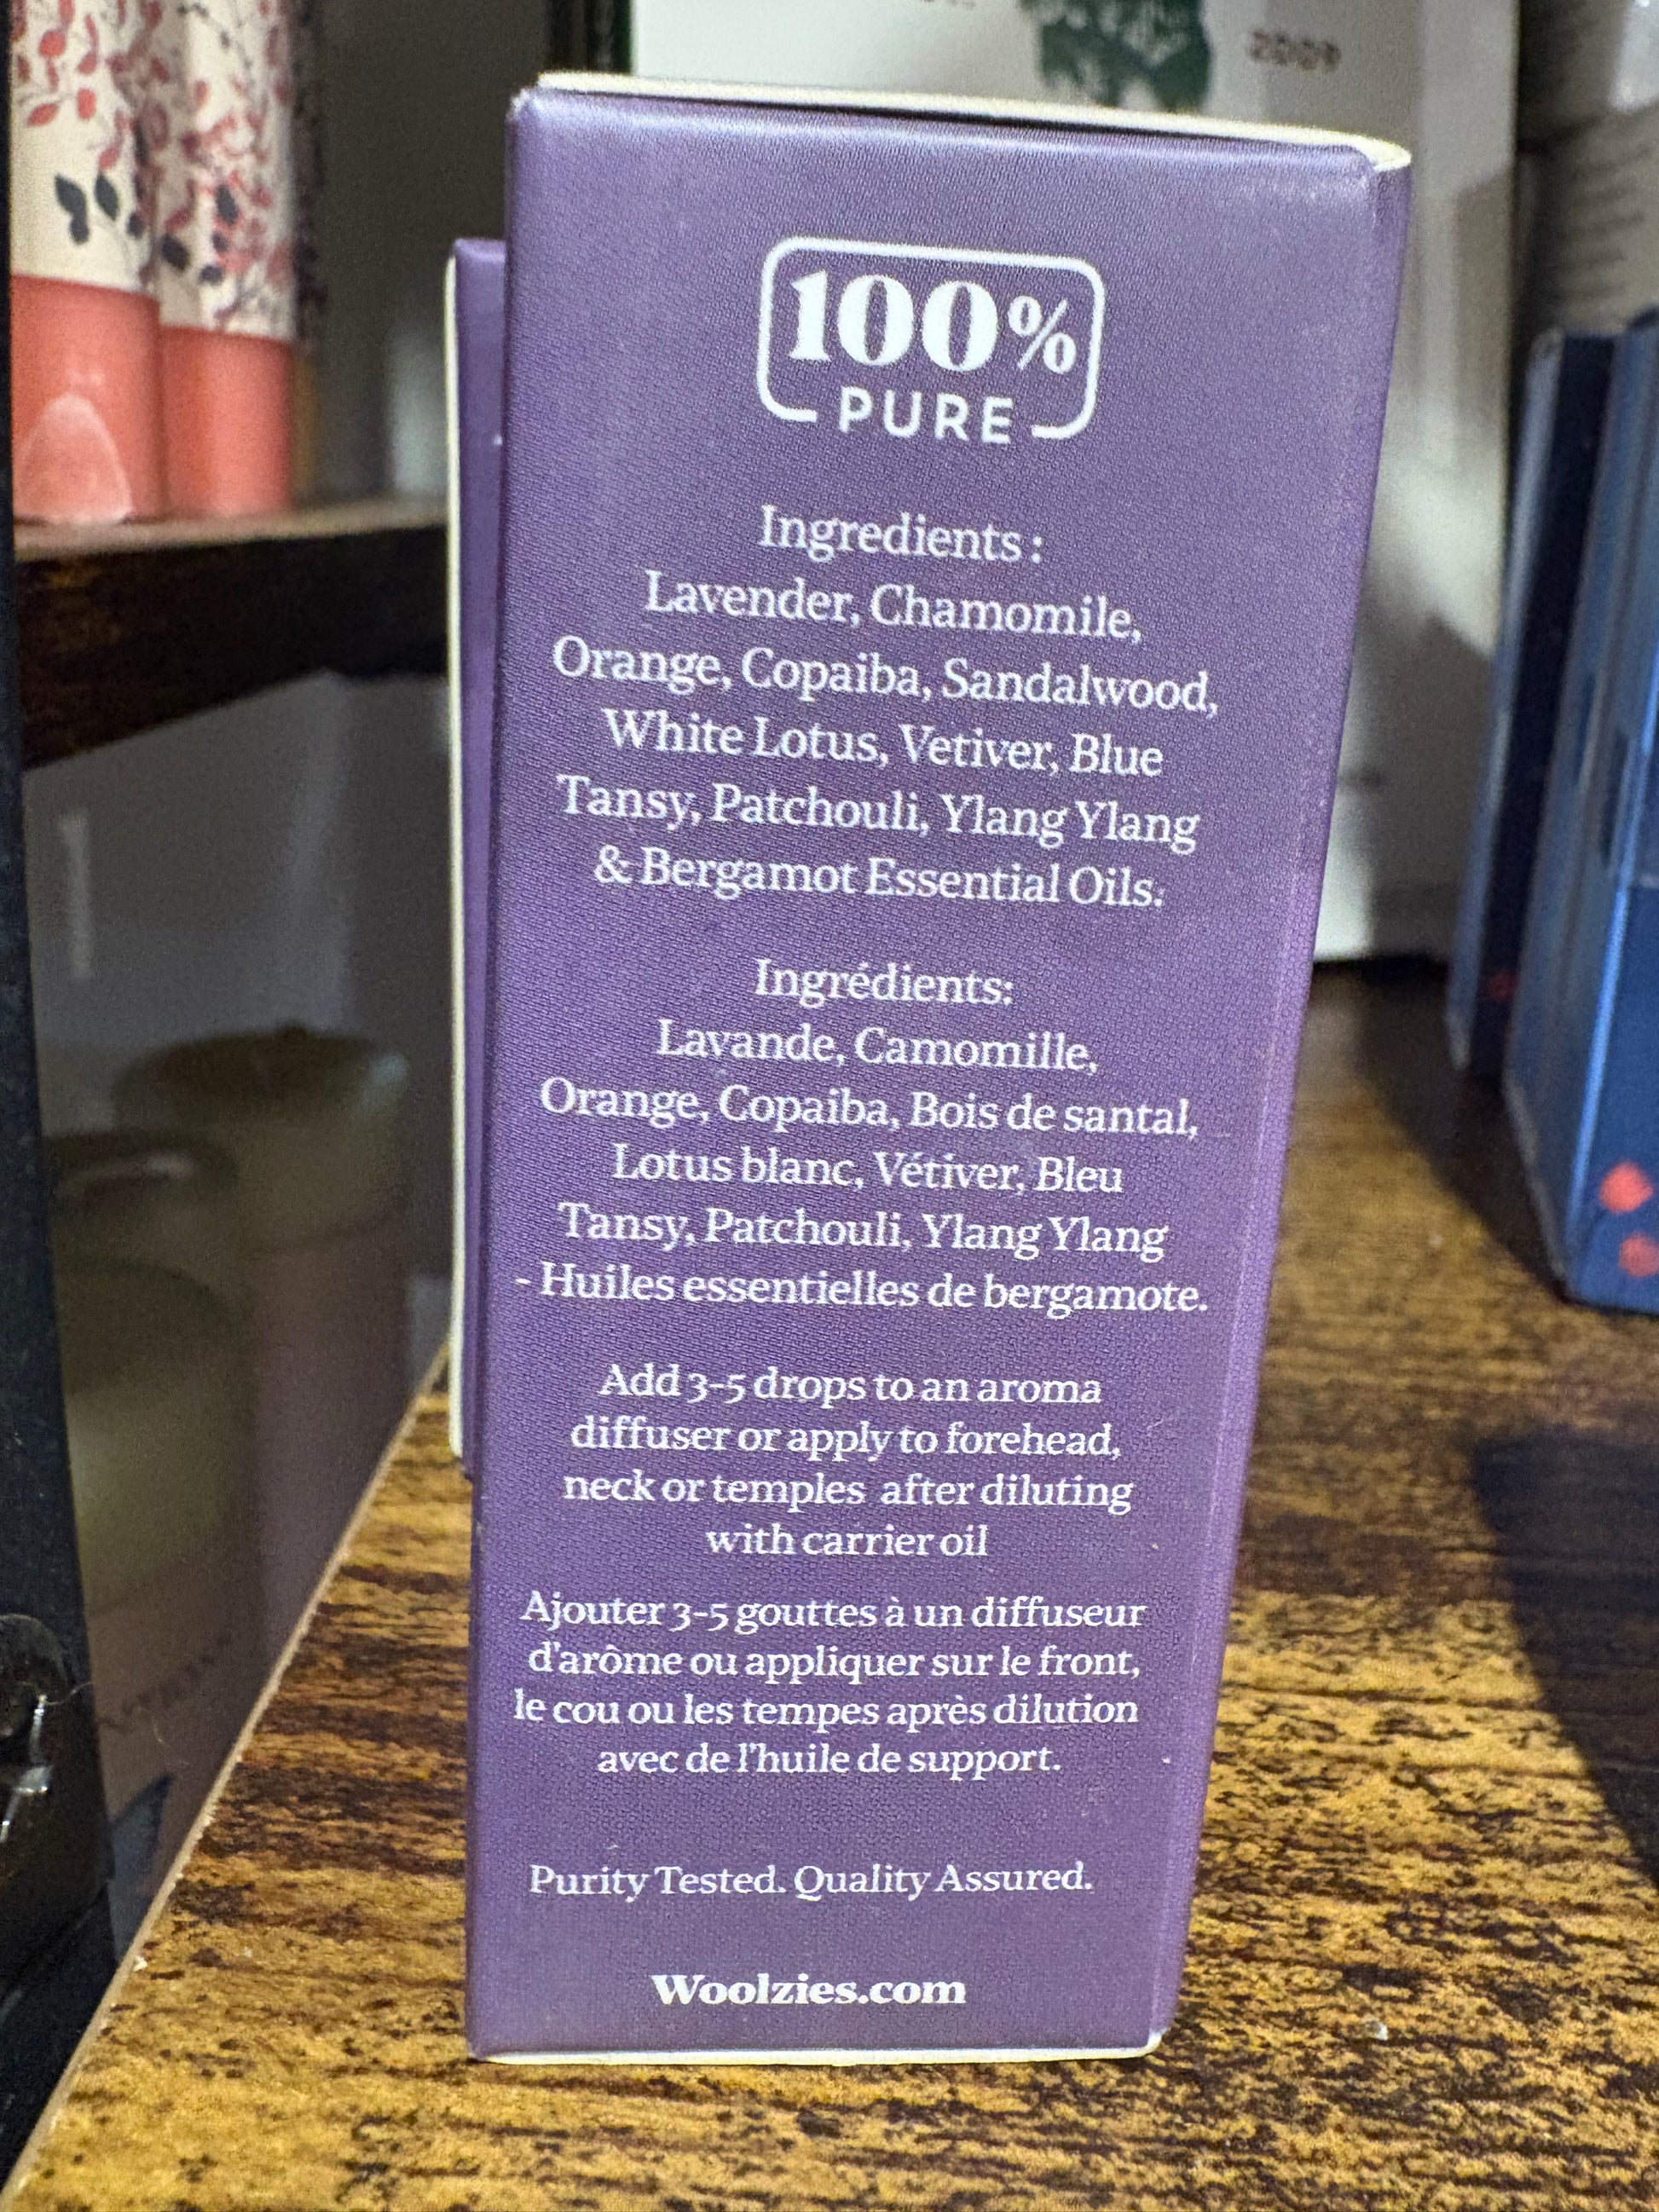 2009
100%
PURE
Ingredients :
Lavender, Chamomile,
Orange, Copaiba, Sandalwood,
White Lotus, Vetiver, Blue
Tansy, Patchouli, Ylang Ylang
& Bergamot Essential Oils.
Ingrédients:
Lavande, Camomille,
Orange, Copaiba, Bois de santal,
Lotus blanc, Vétiver, Bleu
Tansy, Patchouli, Ylang Ylang
- Huiles essentielles de bergamote.
Add 3-5 drops to an aroma
diffuser or apply to forehead,
neck or temples after diluting
with carrier oil
Ajouter 3-5 gouttes à un diffuseur
d'arôme ou appliquer sur le front,
le cou ou les tempes après dilution
avec de l'huile de support.
Purity Tested. Quality Assured.
Woolzies.com